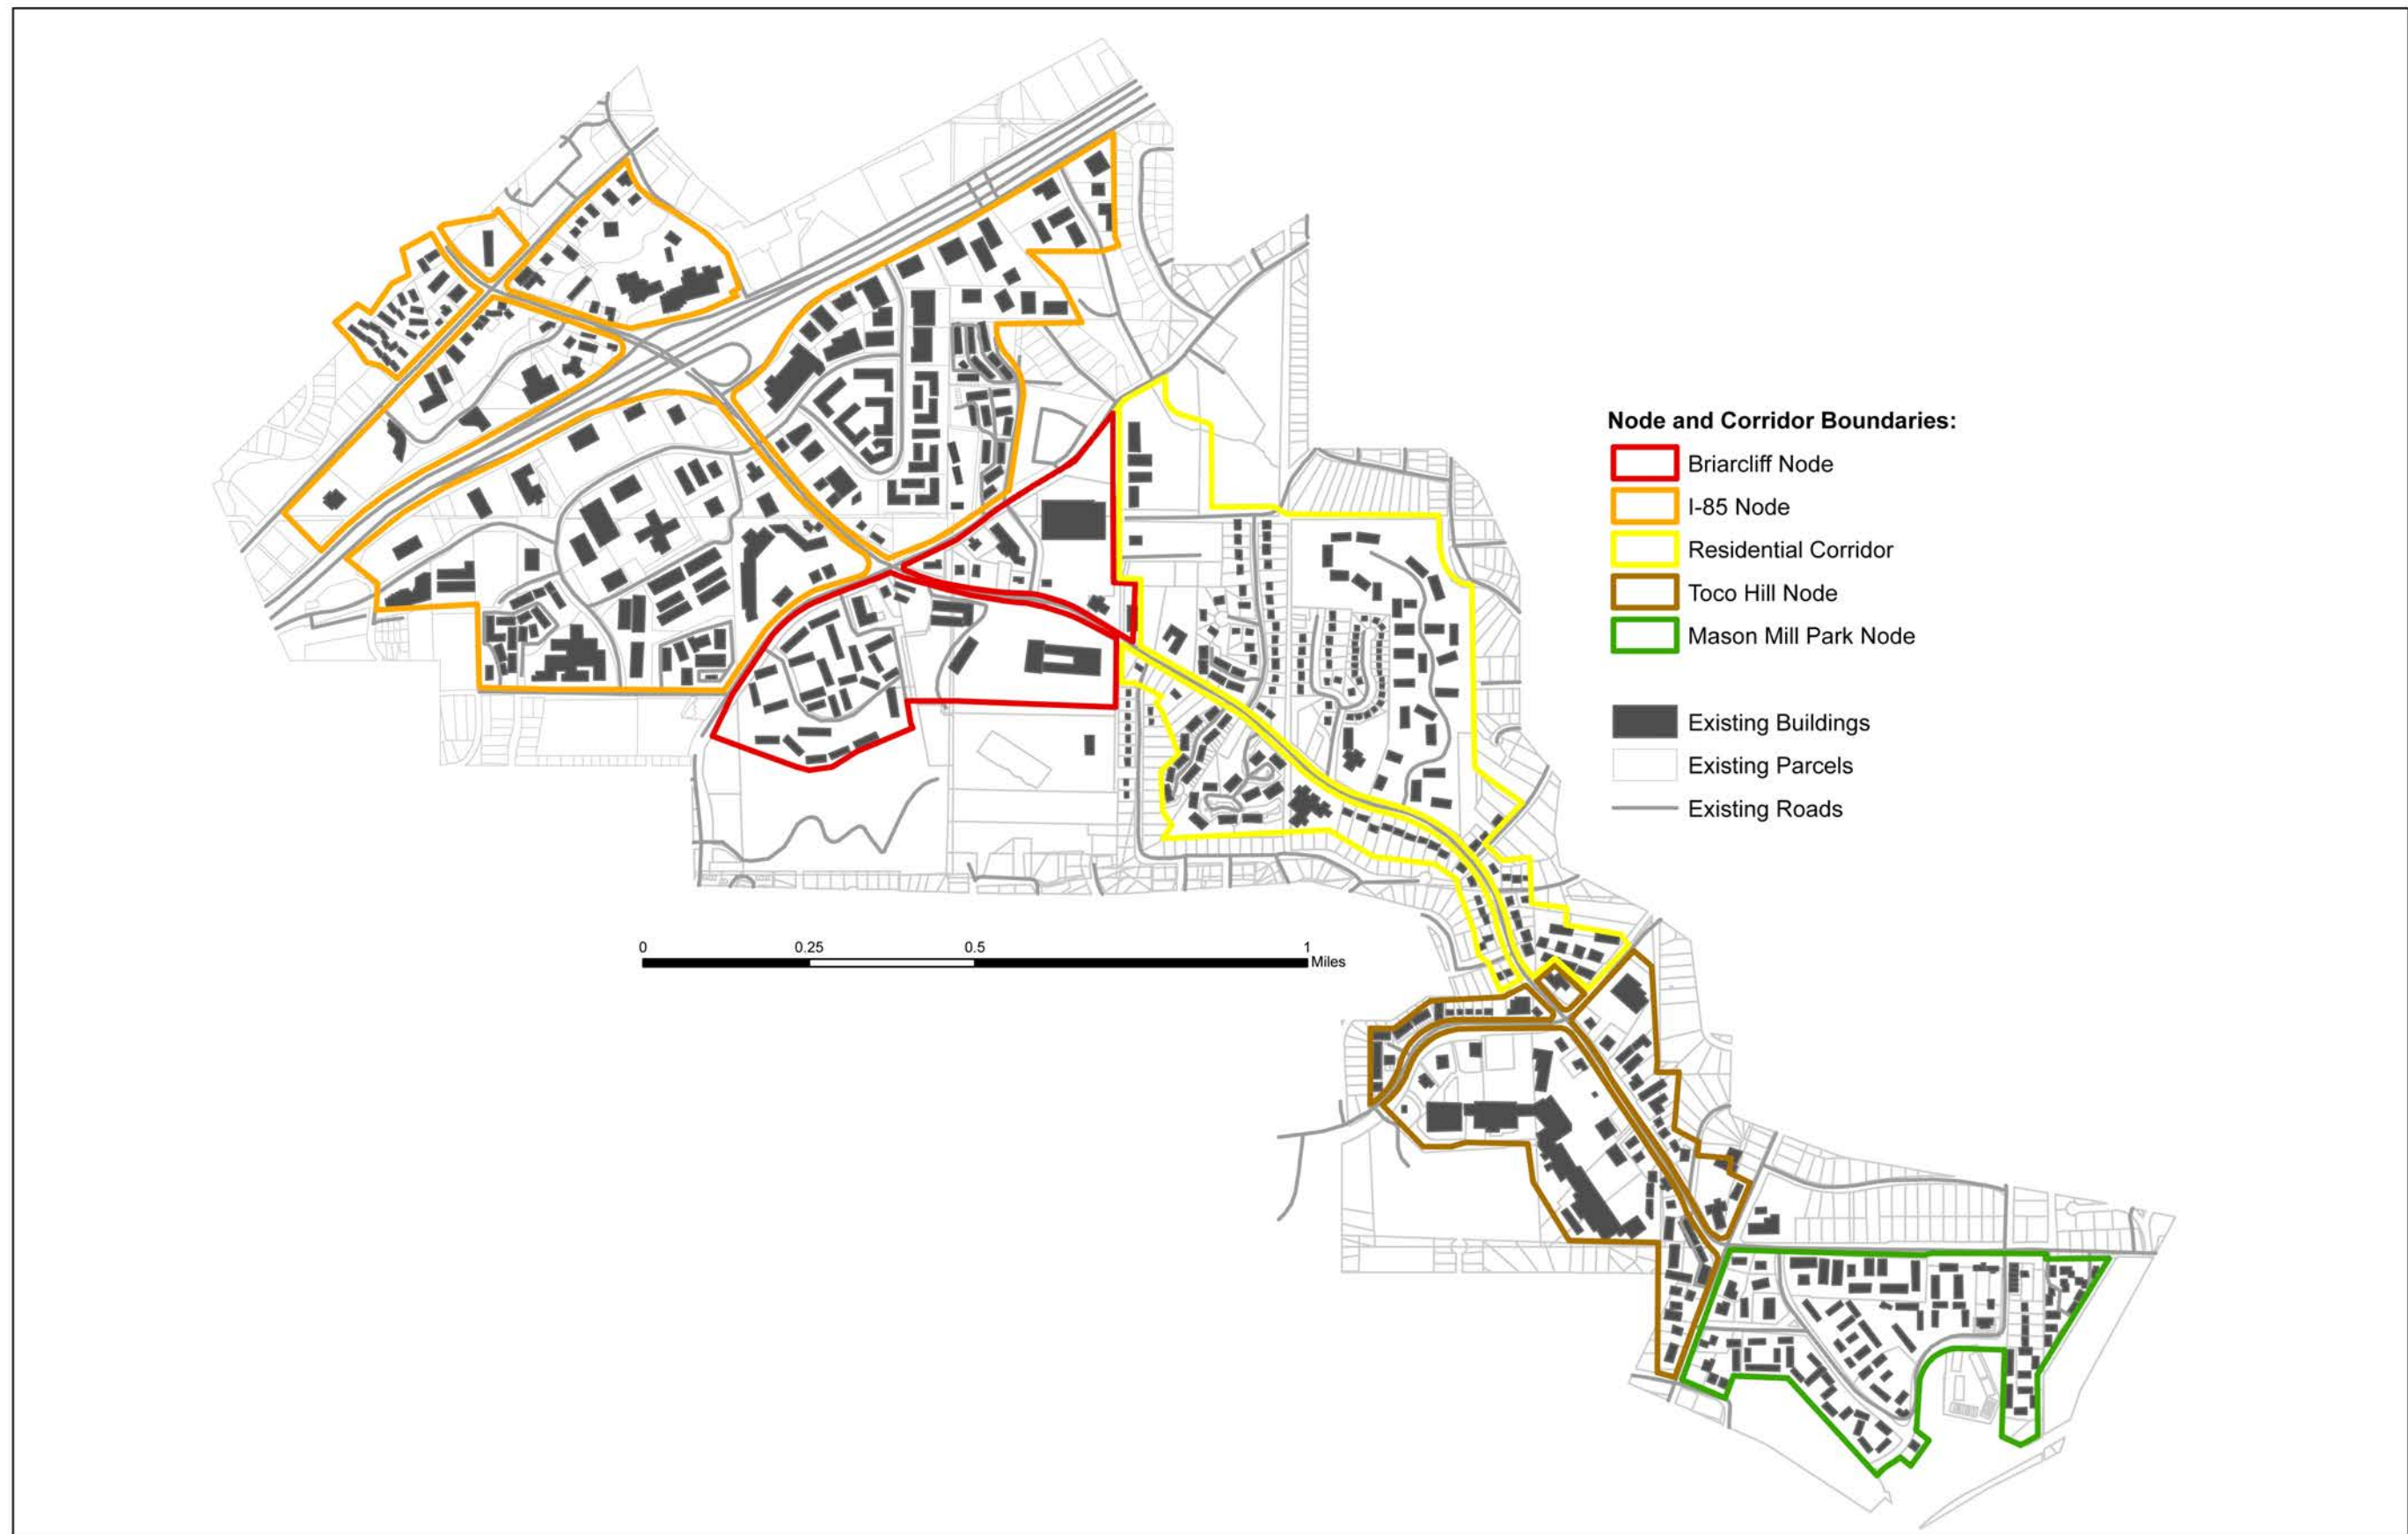 Node and Corridor Boundaries:
Briarcliff Node
I-85 Node
Residential Corridor
Toco Hill Node
Mason Mill Park Node
Existing Buildings
Existing Parcels
Existing Roads
0 0.25 0.5 1
Miles